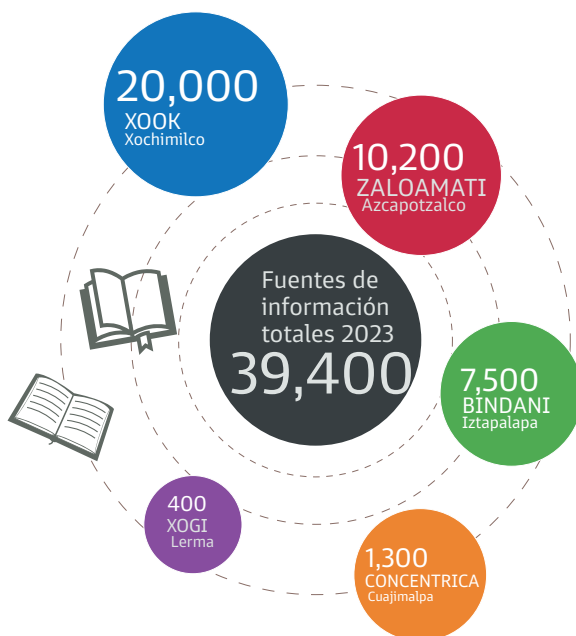 20,000
XOOK
Xochimilco
10,200
ZALOAMATI
Azcapotzalco
Fuentes de
información
totales 2023
39,400
7,500
BINDANI
Iztapalapa
400
XOGI
Lerma
1,300
CONCENTRICA
Cuajimalpa